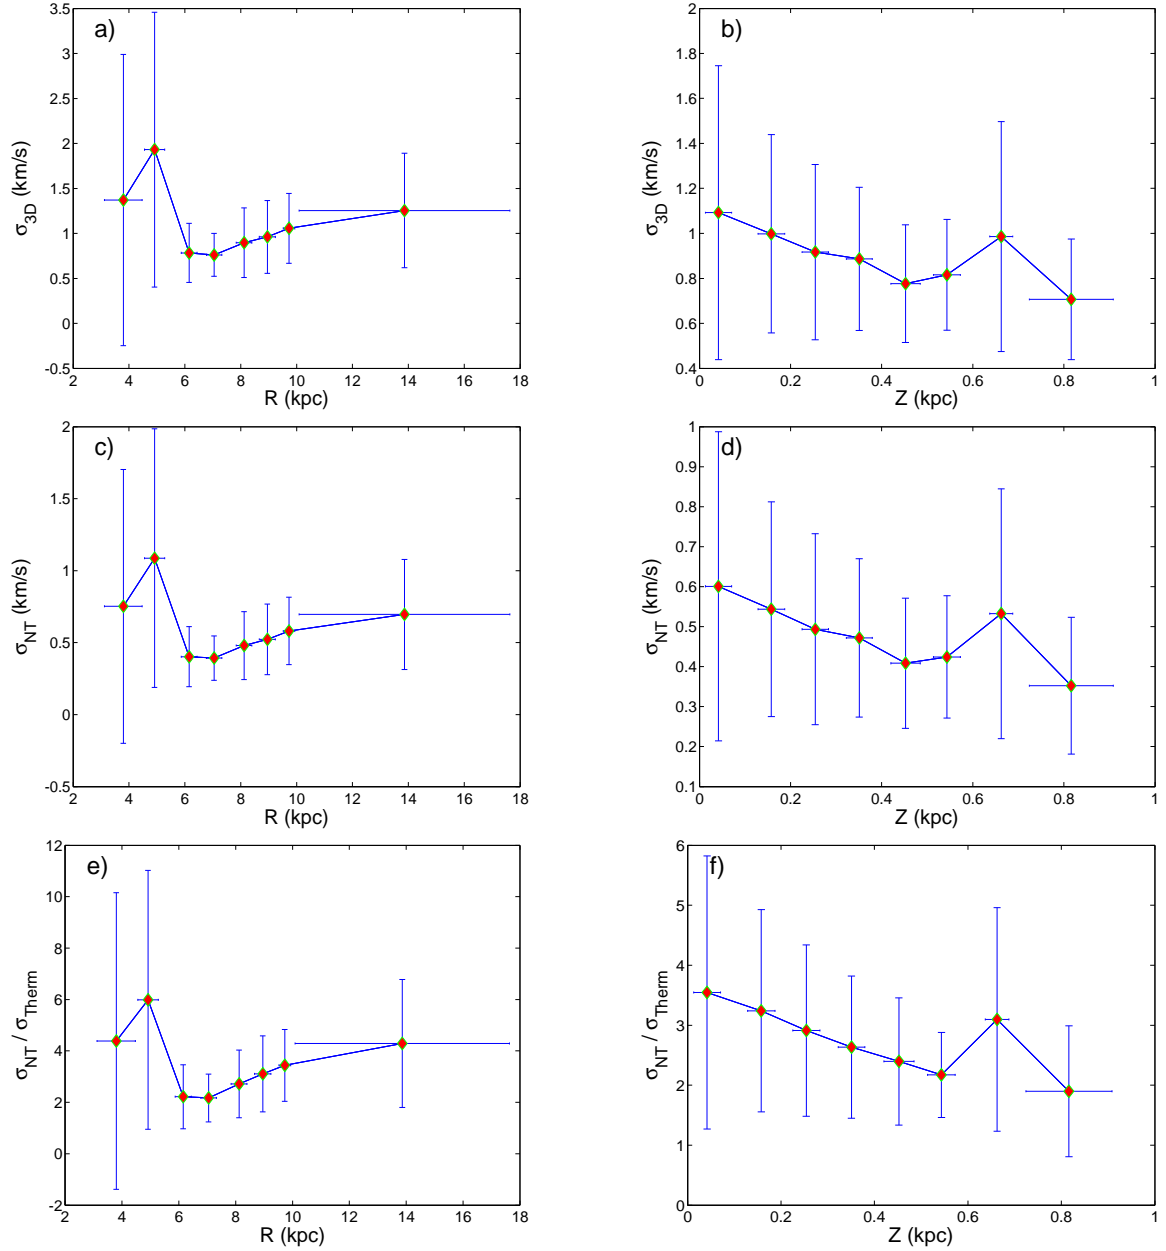 a)
3.5
3
2.5
2
1.5
1
0.5
0
-0.5
σ3D (km/s)
2 4 6 8 10 12 14 16 18
R (kpc)
b)
2
1.8
1.6
1.4
1.2
1
0.8
0.6
0.4
σ3D (km/s)
0 0.2 0.4 0.6 0.8 1
Z (kpc)
c)
2
1.5
1
0.5
0
-0.5
σNT (km/s)
2 4 6 8 10 12 14 16 18
R (kpc)
d)
1
0.9
0.8
0.7
0.6
0.5
0.4
0.3
0.2
0.1
σNT (km/s)
0 0.2 0.4 0.6 0.8 1
Z (kpc)
e)
12
10
8
6
4
2
0
-2
σNT / σTherm
2 4 6 8 10 12 14 16 18
R (kpc)
f)
6
5
4
3
2
1
0
σNT / σTherm
0 0.2 0.4 0.6 0.8 1
Z (kpc)